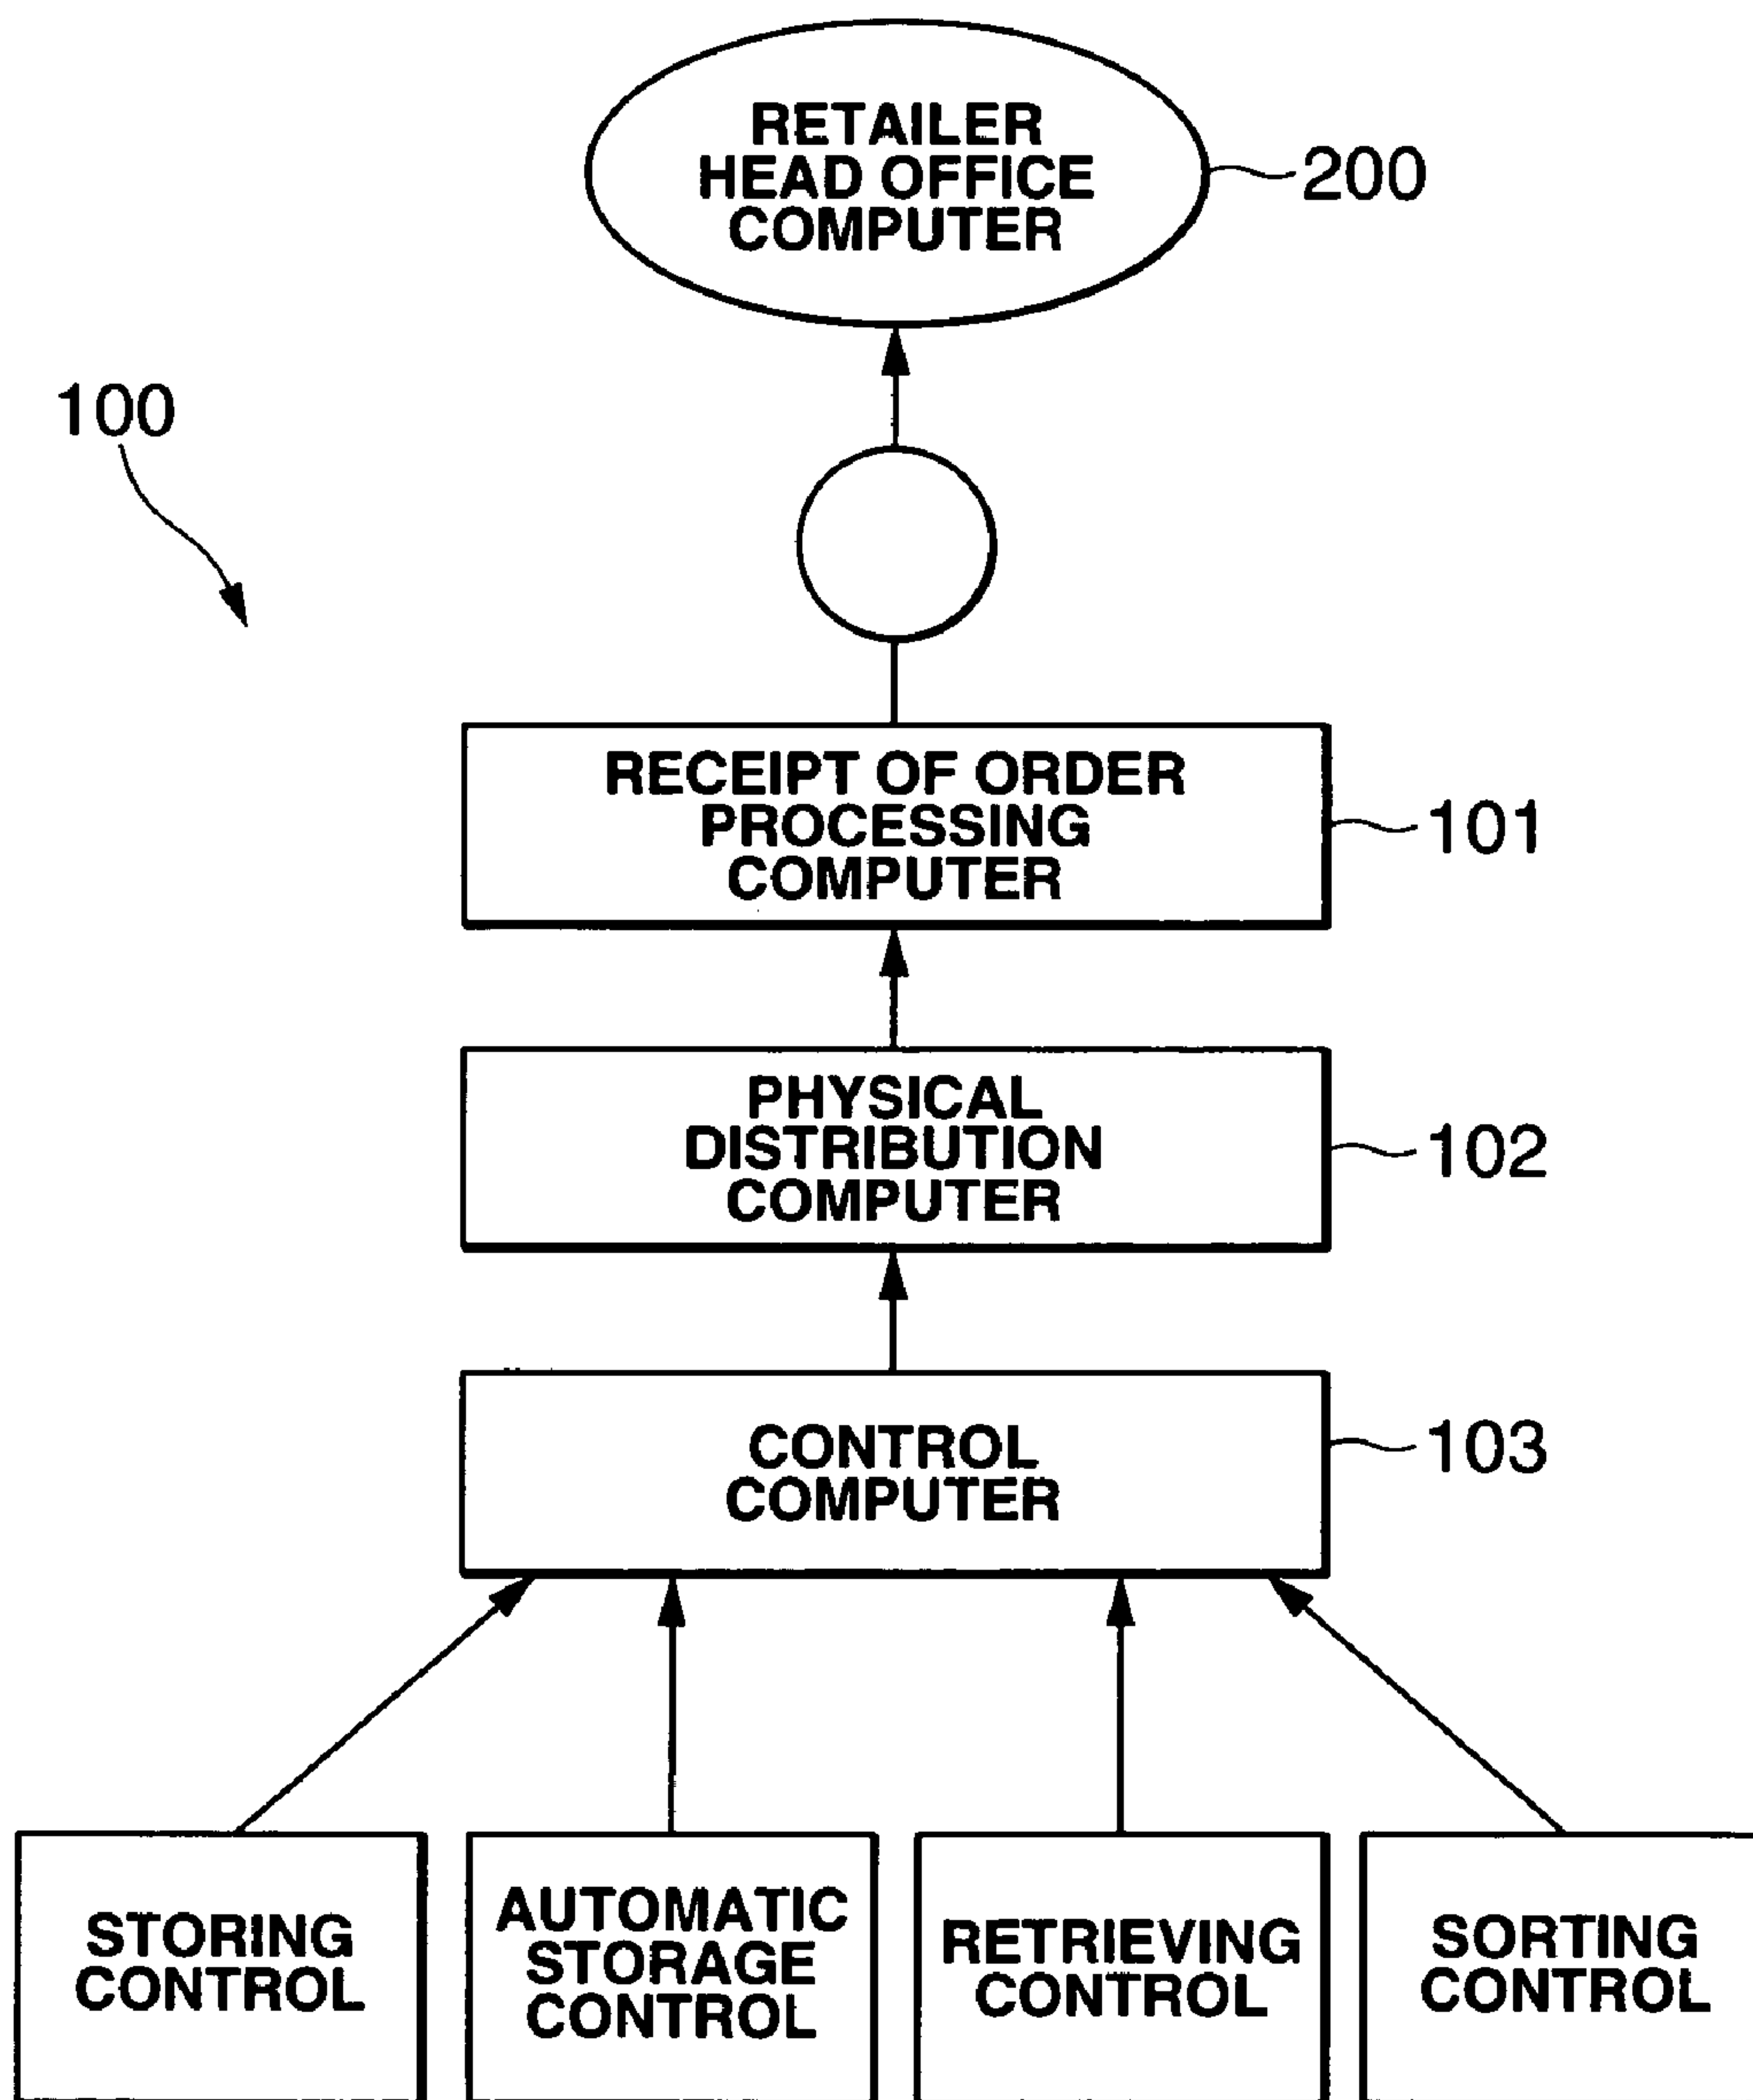 RETAILER
HEAD OFFICE
COMPUTER
200
100
RECEIPT OF ORDER
PROCESSING
COMPUTER
101
PHYSICAL
DISTRIBUTION
COMPUTER
102
CONTROL
COMPUTER
103
STORING
CONTROL
AUTOMATIC
STORAGE
CONTROL
RETRIEVING
CONTROL
SORTING
CONTROL